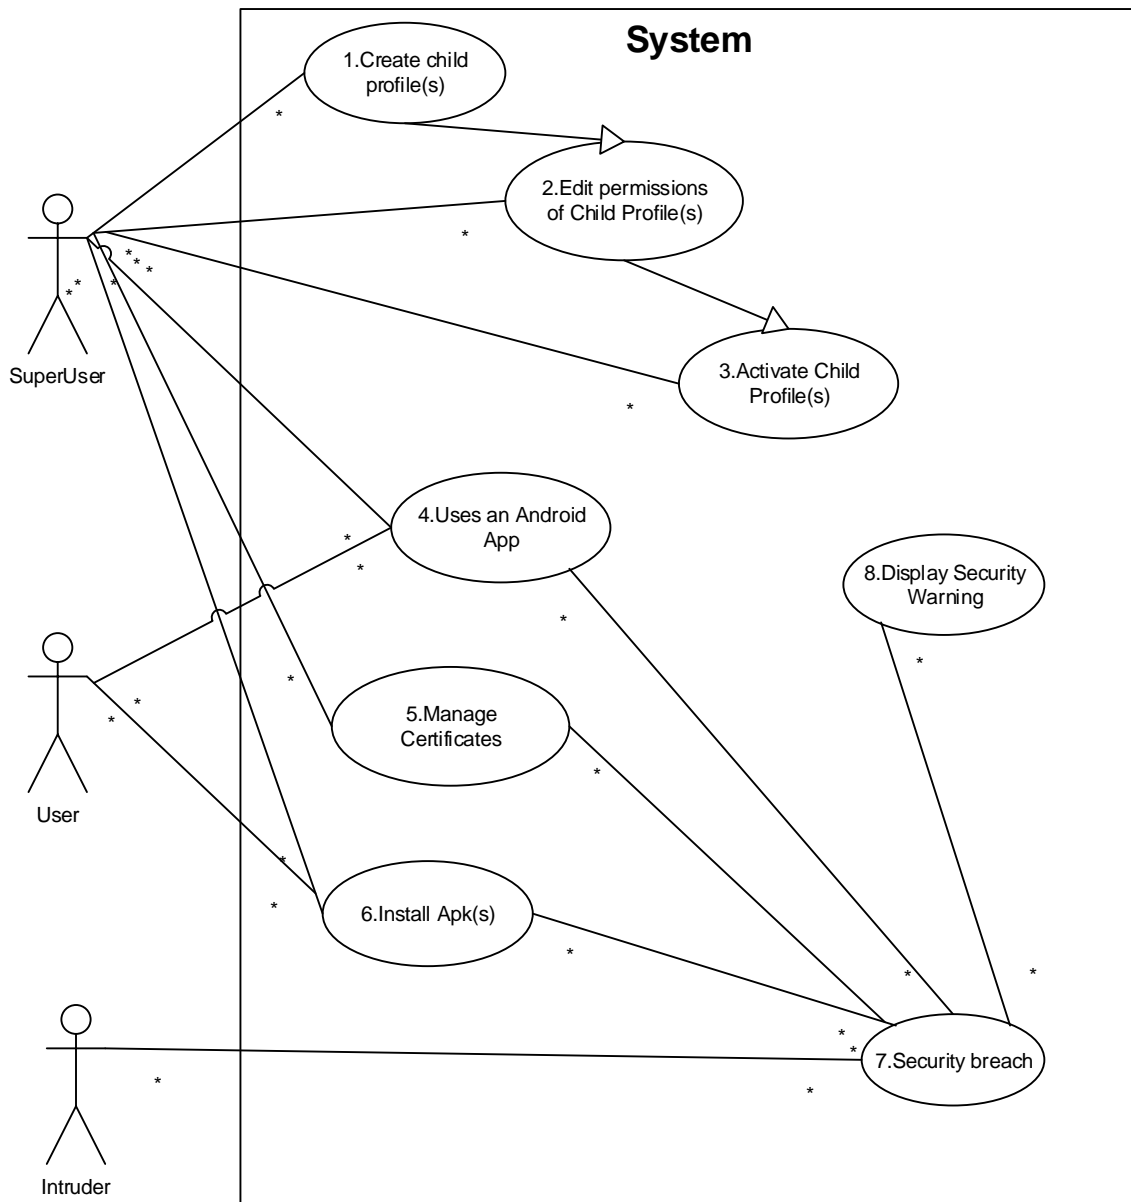 System
1.Create child
profile(s)
*
2.Edit permissions
of Child Profile(s)
*
*
*
*
*
*
*
SuperUser
3.Activate Child
Profile(s)
*
4.Uses an Android
App
*
*
8.Display Security
Warning
*
*
*
*
*
User
5.Manage
Certificates
*
*
*
6.Install Apk(s)
*
*
*
*
*
7.Security breach
*
*
*
Intruder